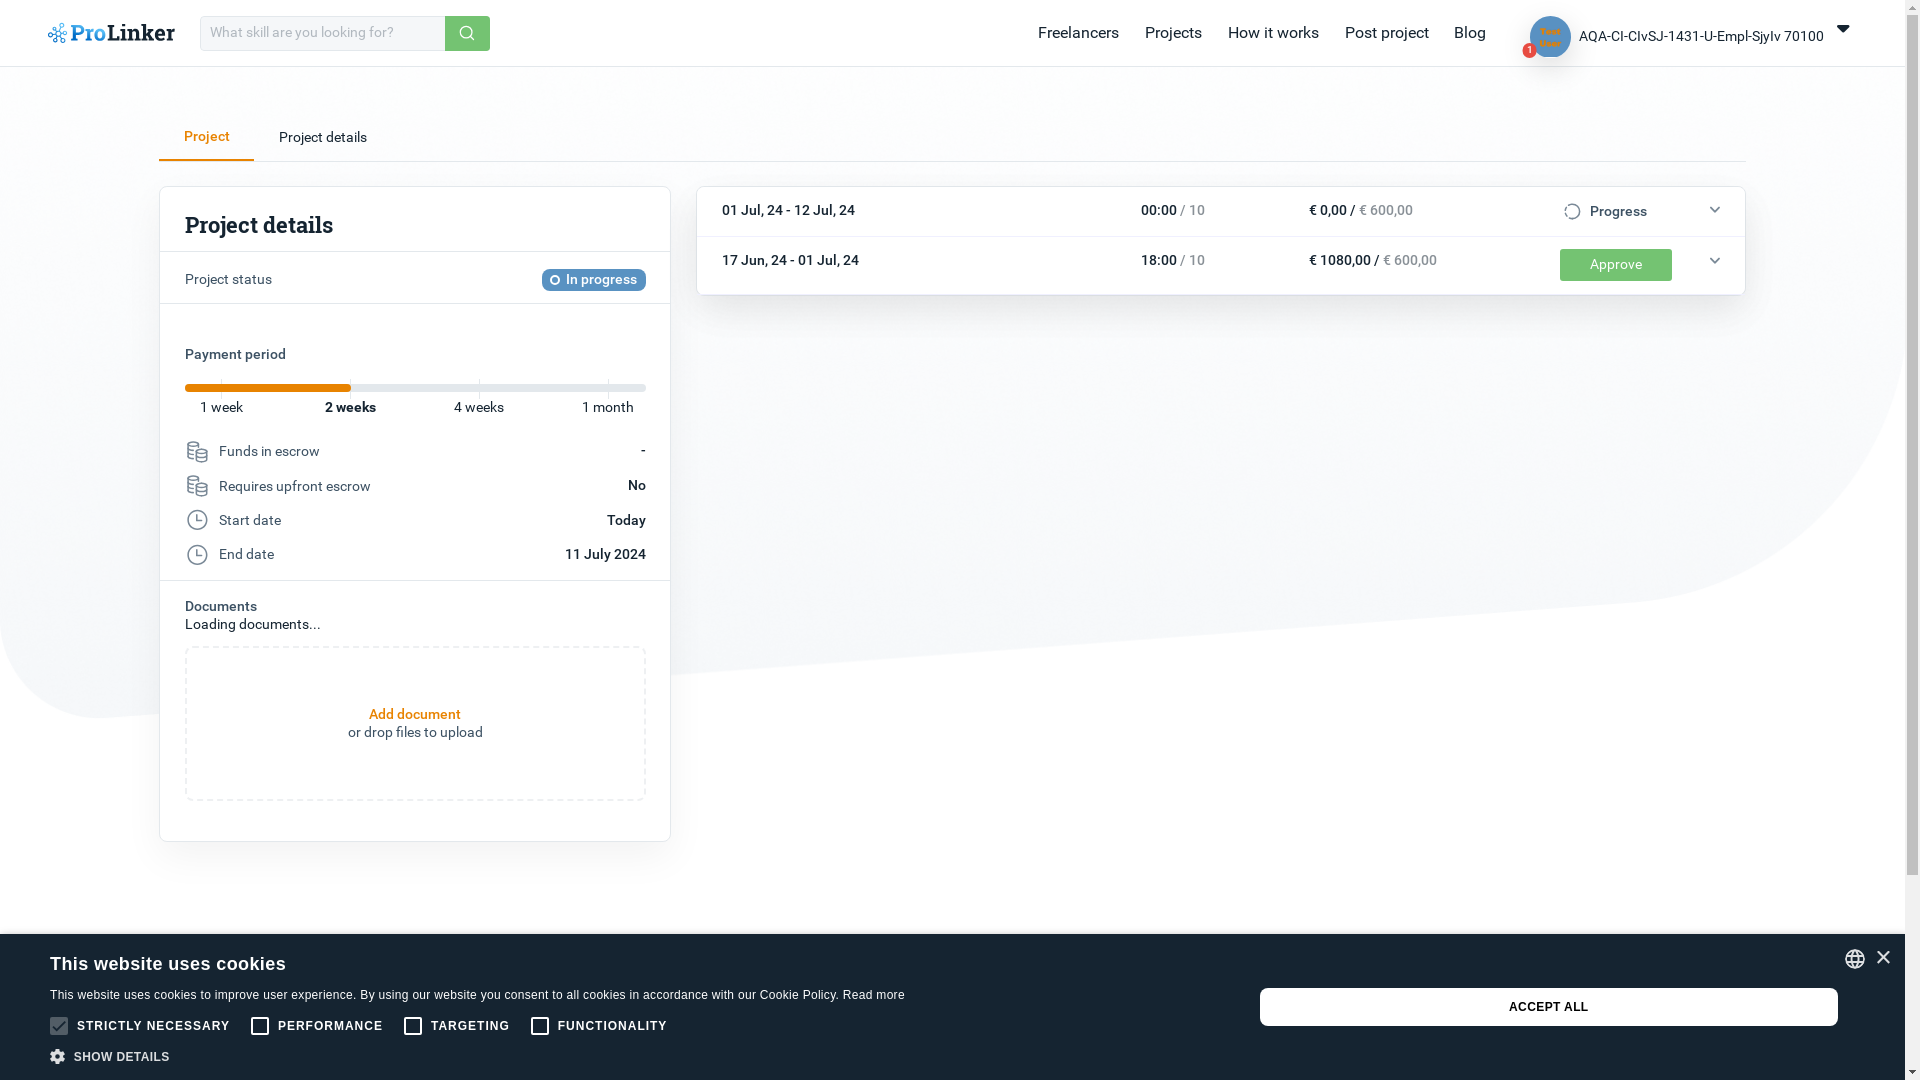 ProLinker
What skill are you looking for?
Freelancers Projects How it works Post project Blog
1
AQA-CI-CIvSJ-1431-U-Empl-SjyIv 70100
Project Project details
Project details
Project status In progress
Payment period
1 week 2 weeks 4 weeks 1 month
Funds in escrow -
Requires upfront escrow No
Start date Today
End date 11 July 2024
Documents
Loading documents...
Add document
or drop files to upload
01 Jul, 24 - 12 Jul, 24 00:00 / 10 € 0,00 / € 600,00 Progress
17 Jun, 24 - 01 Jul, 24 18:00 / 10 € 1080,00 / € 600,00 Approve
This website uses cookies
This website uses cookies to improve user experience. By using our website you consent to all cookies in accordance with our Cookie Policy. Read more
STRICTLY NECESSARY PERFORMANCE TARGETING FUNCTIONALITY
SHOW DETAILS
ACCEPT ALL